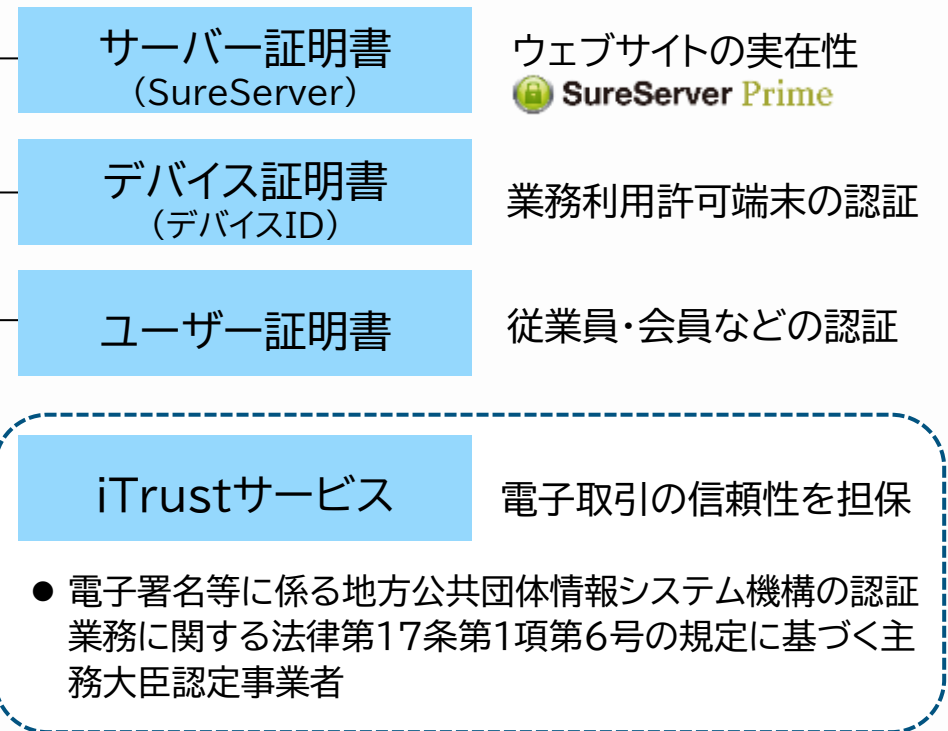 サーバー証明書
（SureServer）
ウェブサイトの実在性
SureServer Prime
デバイス証明書
（デバイスID）
業務利用許可端末の認証
ユーザー証明書
従業員・会員などの認証
iTrustサービス
電子取引の信頼性を担保
● 電子署名等に係る地方公共団体情報システム機構の認証
業務に関する法律第17条第1項第6号の規定に基づく主
務大臣認定事業者